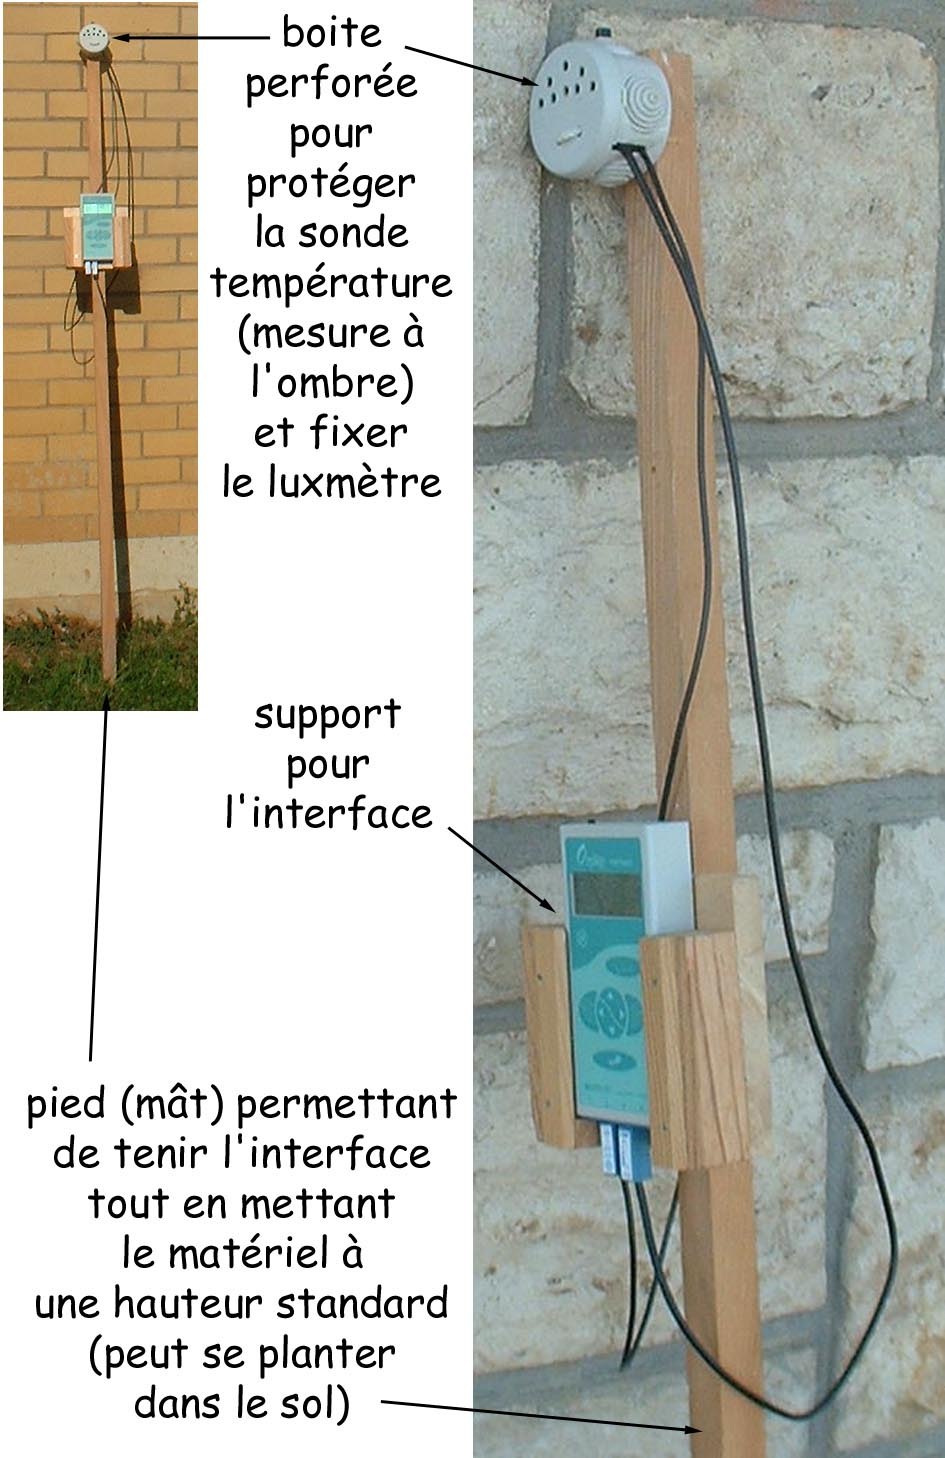 boite
perforée
pour
protéger
la sonde
température
(mesure à
l'ombre)
et fixer
le luxmètre
support
pour
l'interface
pied (mât) permettant
de tenir l'interface
tout en mettant
le matériel à
une hauteur standard
(peut se planter
dans le sol)